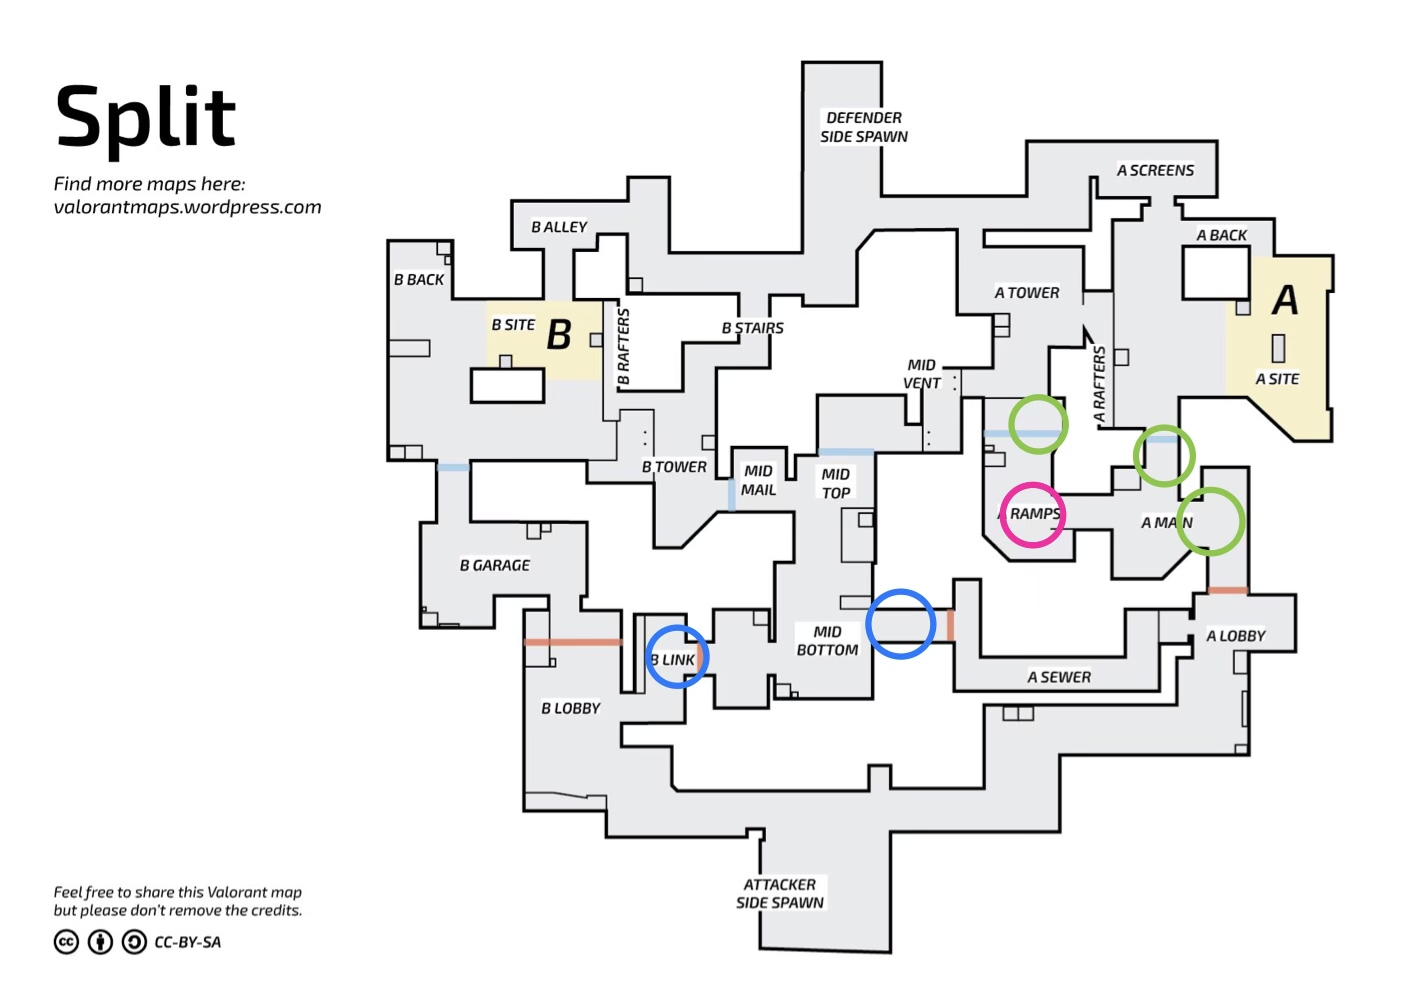 Split
Find more maps here:
valorantmaps.wordpress.com
DEFENDER
SIDE SPAWN
A SCREENS
B ALLEY
A BACK
B BACK
A TOWER
A
B SITE
B
B RAFTERS
B STAIRS
MID
VENT
A RAFTERS
A SITE
B TOWER
MID
MAIL
MID
TOP
A RAMPS
A MAIN
B GARAGE
MID
BOTTOM
A LOBBY
B LINK
A SEWER
B LOBBY
ATTACKER
SIDE SPAWN
Feel free to share this Valorant map
but please don't remove the credits.
cc CC-BY-SA